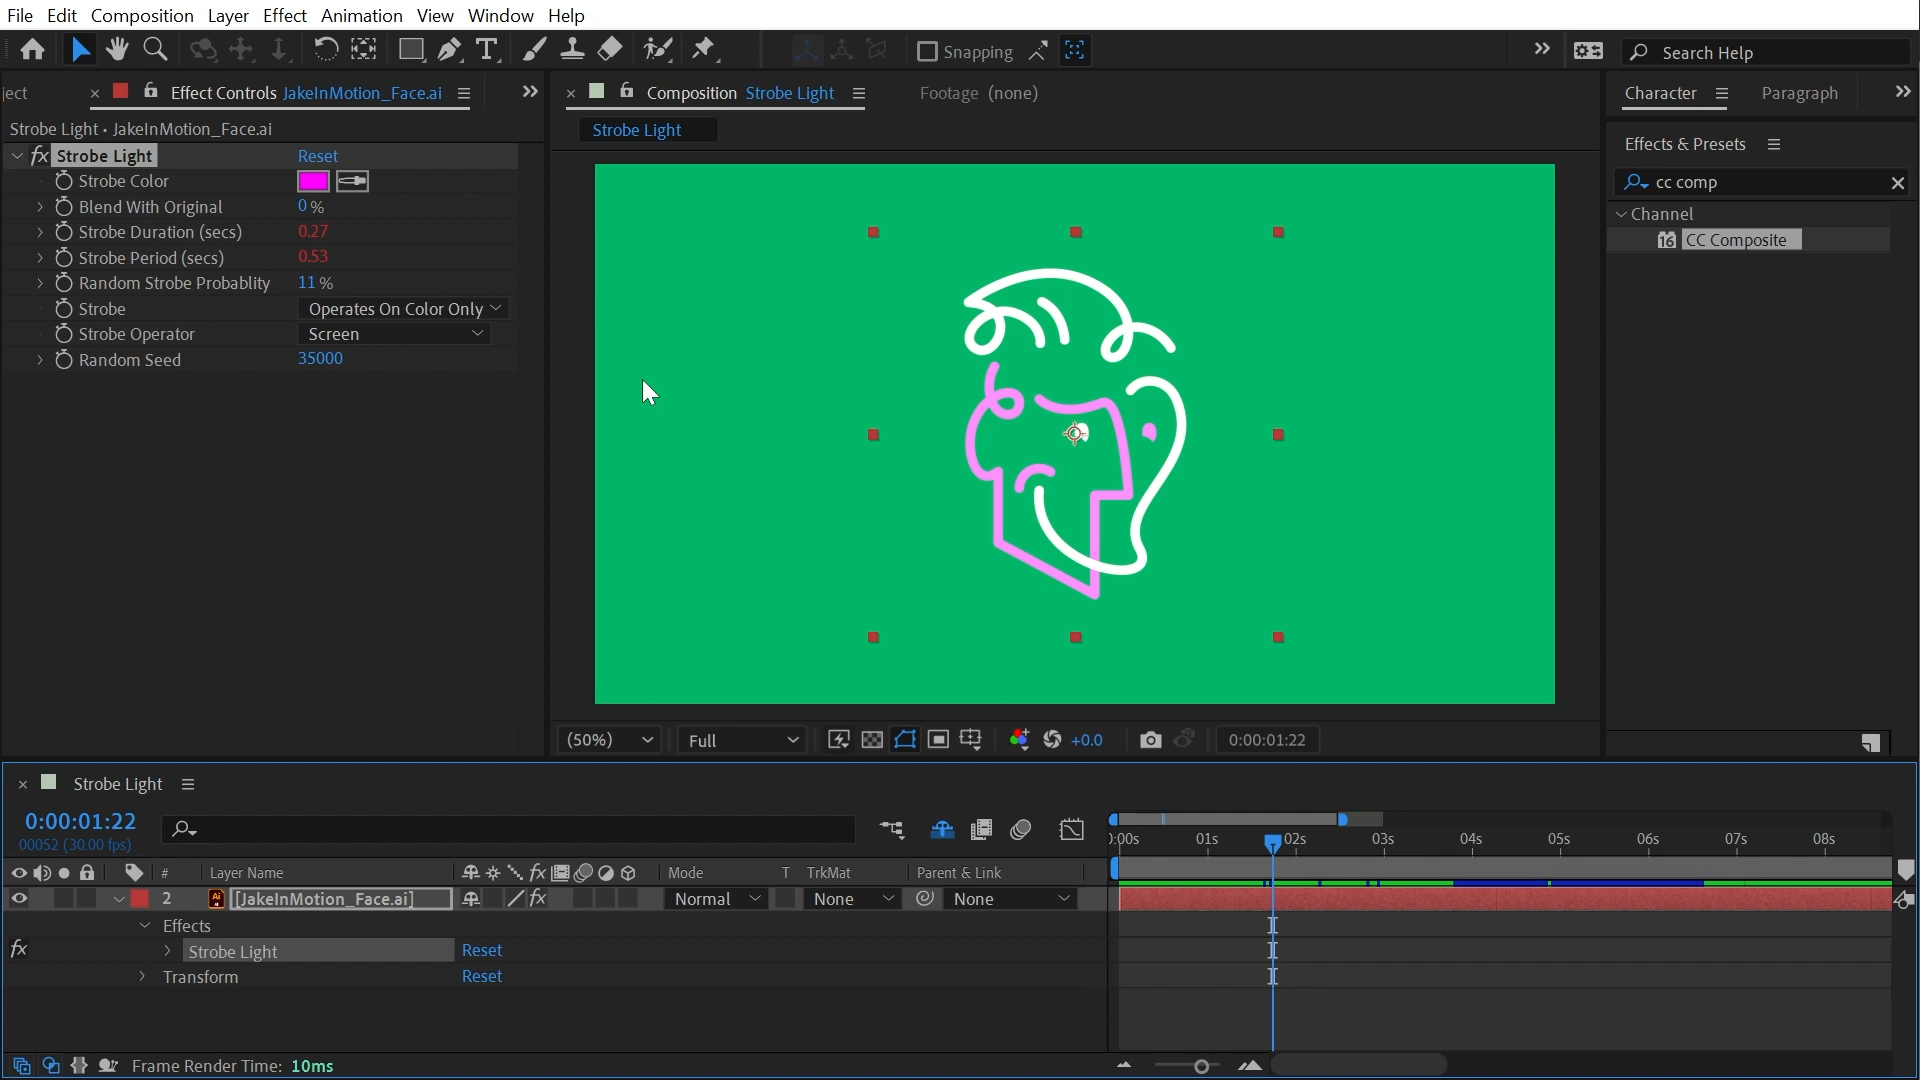 File Edit Composition Layer Effect Animation View Window Help
Snapping
Search Help
ject
Effect Controls JakeInMotion_Face.ai
Composition Strobe Light
Footage (none)
Character
Paragraph
Strobe Light • JakeInMotion_Face.ai
Strobe Light
Effects & Presets
fx Strobe Light Reset
Strobe Color
Blend With Original 0 %
Strobe Duration (secs) 0.27
Strobe Period (secs) 0.53
Random Strobe Probablity 11 %
Strobe Operates On Color Only
Strobe Operator Screen
Random Seed 35000
cc comp
Channel
16 CC Composite
(50%) Full +0.0 0:00:01:22
Strobe Light
0:00:01:22
00052 (30.00 fps)
):00s 01s 02s 03s 04s 05s 06s 07s 08s
# Layer Name fx Mode T TrkMat Parent & Link
2 Ai [JakeInMotion_Face.ai] fx Normal None None
Effects
fx Strobe Light Reset
Transform Reset
Frame Render Time: 10ms